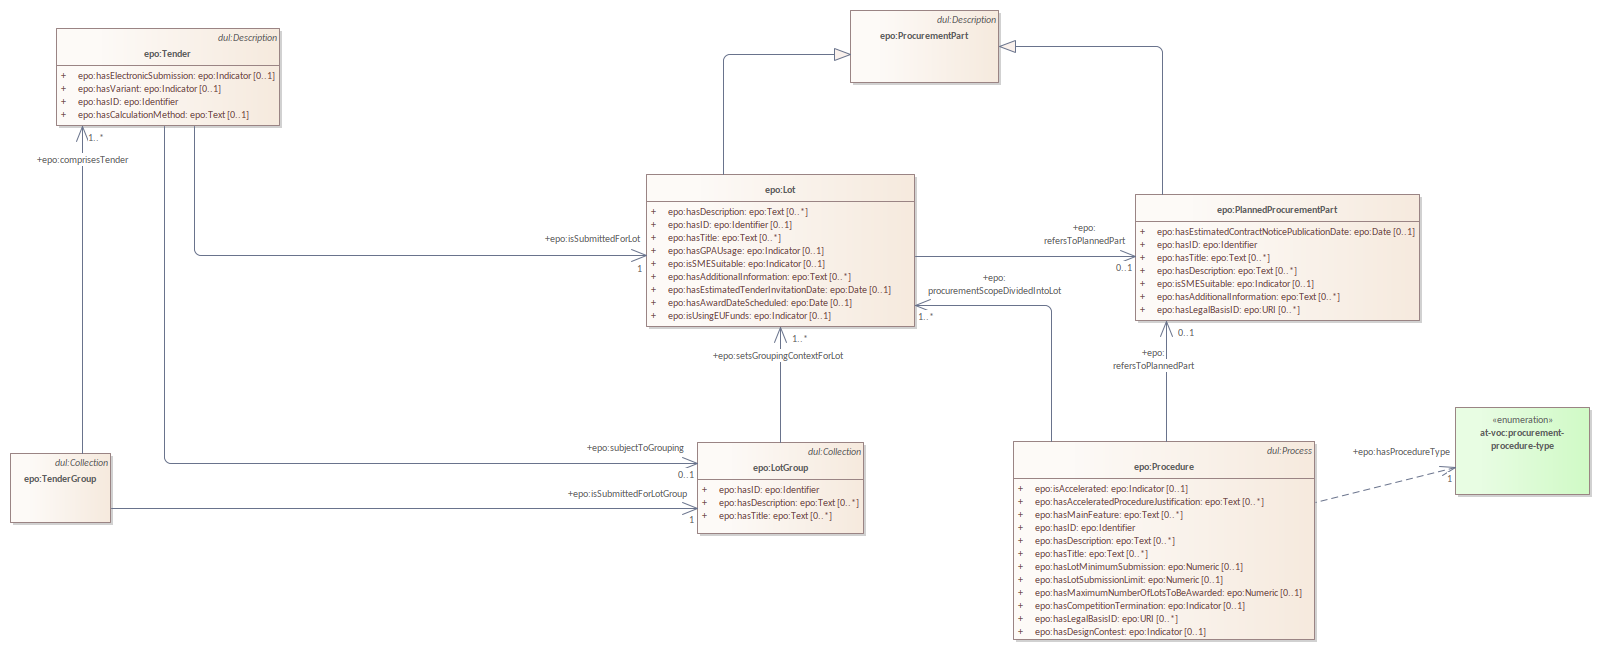 dul:Description
epo:ProcurementPart
dul:Description
epo:Tender
+ epo:hasElectronicSubmission: epo:Indicator [0..1]
+ epo:hasVariant: epo:Indicator [0..1]
+ epo:hasID: epo:Identifier
+ epo:hasCalculationMethod: epo:Text [0..1]
1..*
+epo:comprisesTender
epo:Lot
+ epo:hasDescription: epo:Text [0..*]
+ epo:hasID: epo:Identifier [0..1]
+ epo:hasTitle: epo:Text [0..*]
+ epo:hasGPAUsage: epo:Indicator [0..1]
+ epo:isSMESuitable: epo:Indicator [0..1]
+ epo:hasAdditionalInformation: epo:Text [0..*]
+ epo:hasEstimatedTenderInvitationDate: epo:Date [0..1]
+ epo:hasAwardDateScheduled: epo:Date [0..1]
+ epo:isUsingEUFunds: epo:Indicator [0..1]
epo:PlannedProcurementPart
+ epo:hasEstimatedContractNoticePublicationDate: epo:Date [0..1]
+ epo:hasID: epo:Identifier
+ epo:hasTitle: epo:Text [0..*]
+ epo:hasDescription: epo:Text [0..*]
+ epo:isSMESuitable: epo:Indicator [0..1]
+ epo:hasAdditionalInformation: epo:Text [0..*]
+ epo:hasLegalBasisID: epo:URI [0..*]
+epo:isSubmittedForLot
1
+epo:
refersToPlannedPart
0..1
+epo:
procurementScopeDividedIntoLot
1..*
1..*
+epo:setsGroupingContextForLot
0..1
+epo:
refersToPlannedPart
«enumeration»
at-voc:procurement-
procedure-type
+epo:hasProcedureType
1
+epo:subjectToGrouping
0..1
+epo:isSubmittedForLotGroup
1
dul:Collection
epo:TenderGroup
dul:Collection
epo:LotGroup
+ epo:hasID: epo:Identifier
+ epo:hasDescription: epo:Text [0..*]
+ epo:hasTitle: epo:Text [0..*]
dul:Process
epo:Procedure
+ epo:isAccelerated: epo:Indicator [0..1]
+ epo:hasAcceleratedProcedureJustification: epo:Text [0..*]
+ epo:hasMainFeature: epo:Text [0..*]
+ epo:hasID: epo:Identifier
+ epo:hasDescription: epo:Text [0..*]
+ epo:hasTitle: epo:Text [0..*]
+ epo:hasLotMinimumSubmission: epo:Numeric [0..1]
+ epo:hasLotSubmissionLimit: epo:Numeric [0..1]
+ epo:hasMaximumNumberOfLotsToBeAwarded: epo:Numeric [0..1]
+ epo:hasCompetitionTermination: epo:Indicator [0..1]
+ epo:hasLegalBasisID: epo:URI [0..*]
+ epo:hasDesignContest: epo:Indicator [0..1]